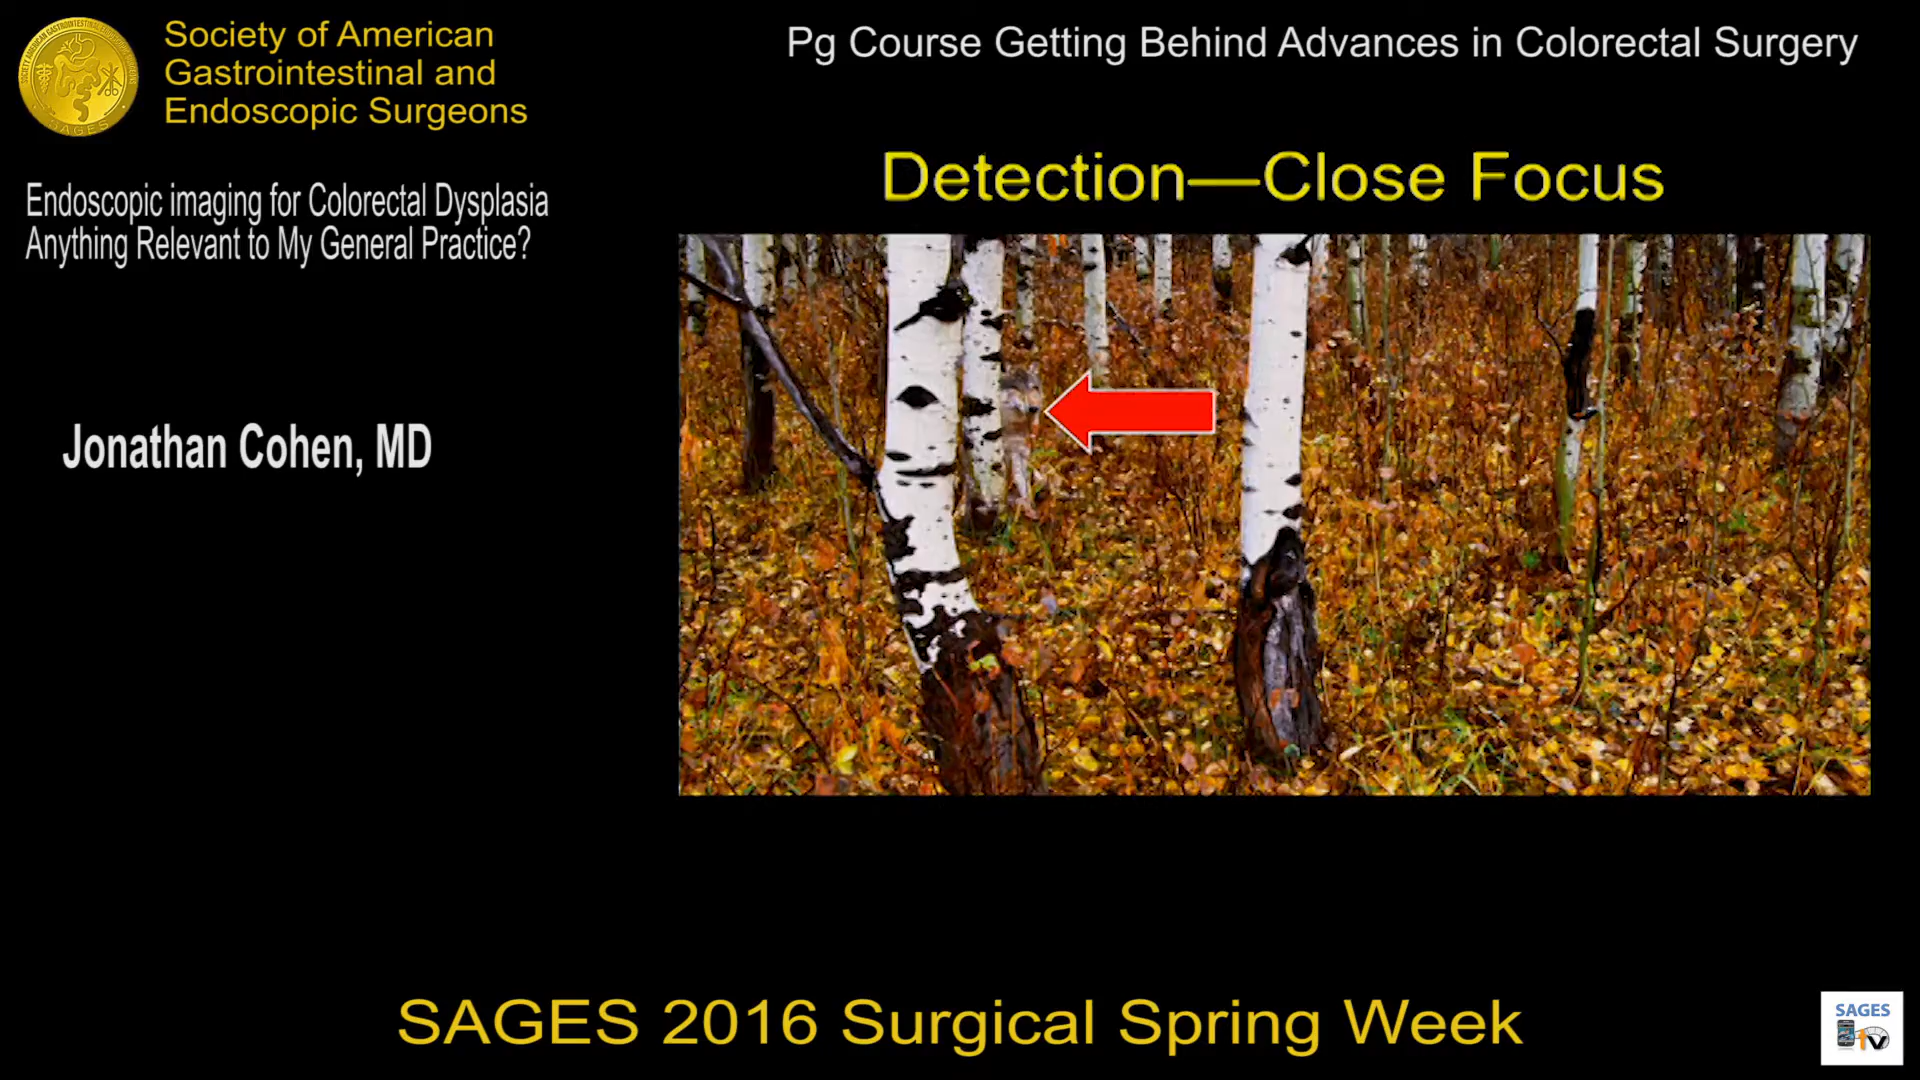 Society of American
Gastrointestinal and
Endoscopic Surgeons
Pg Course Getting Behind Advances in Colorectal Surgery
Endoscopic imaging for Colorectal Dysplasia
Anything Relevant to My General Practice?
Jonathan Cohen, MD
Detection—Close Focus
SAGES 2016 Surgical Spring Week
SAGES
TV
SAGES